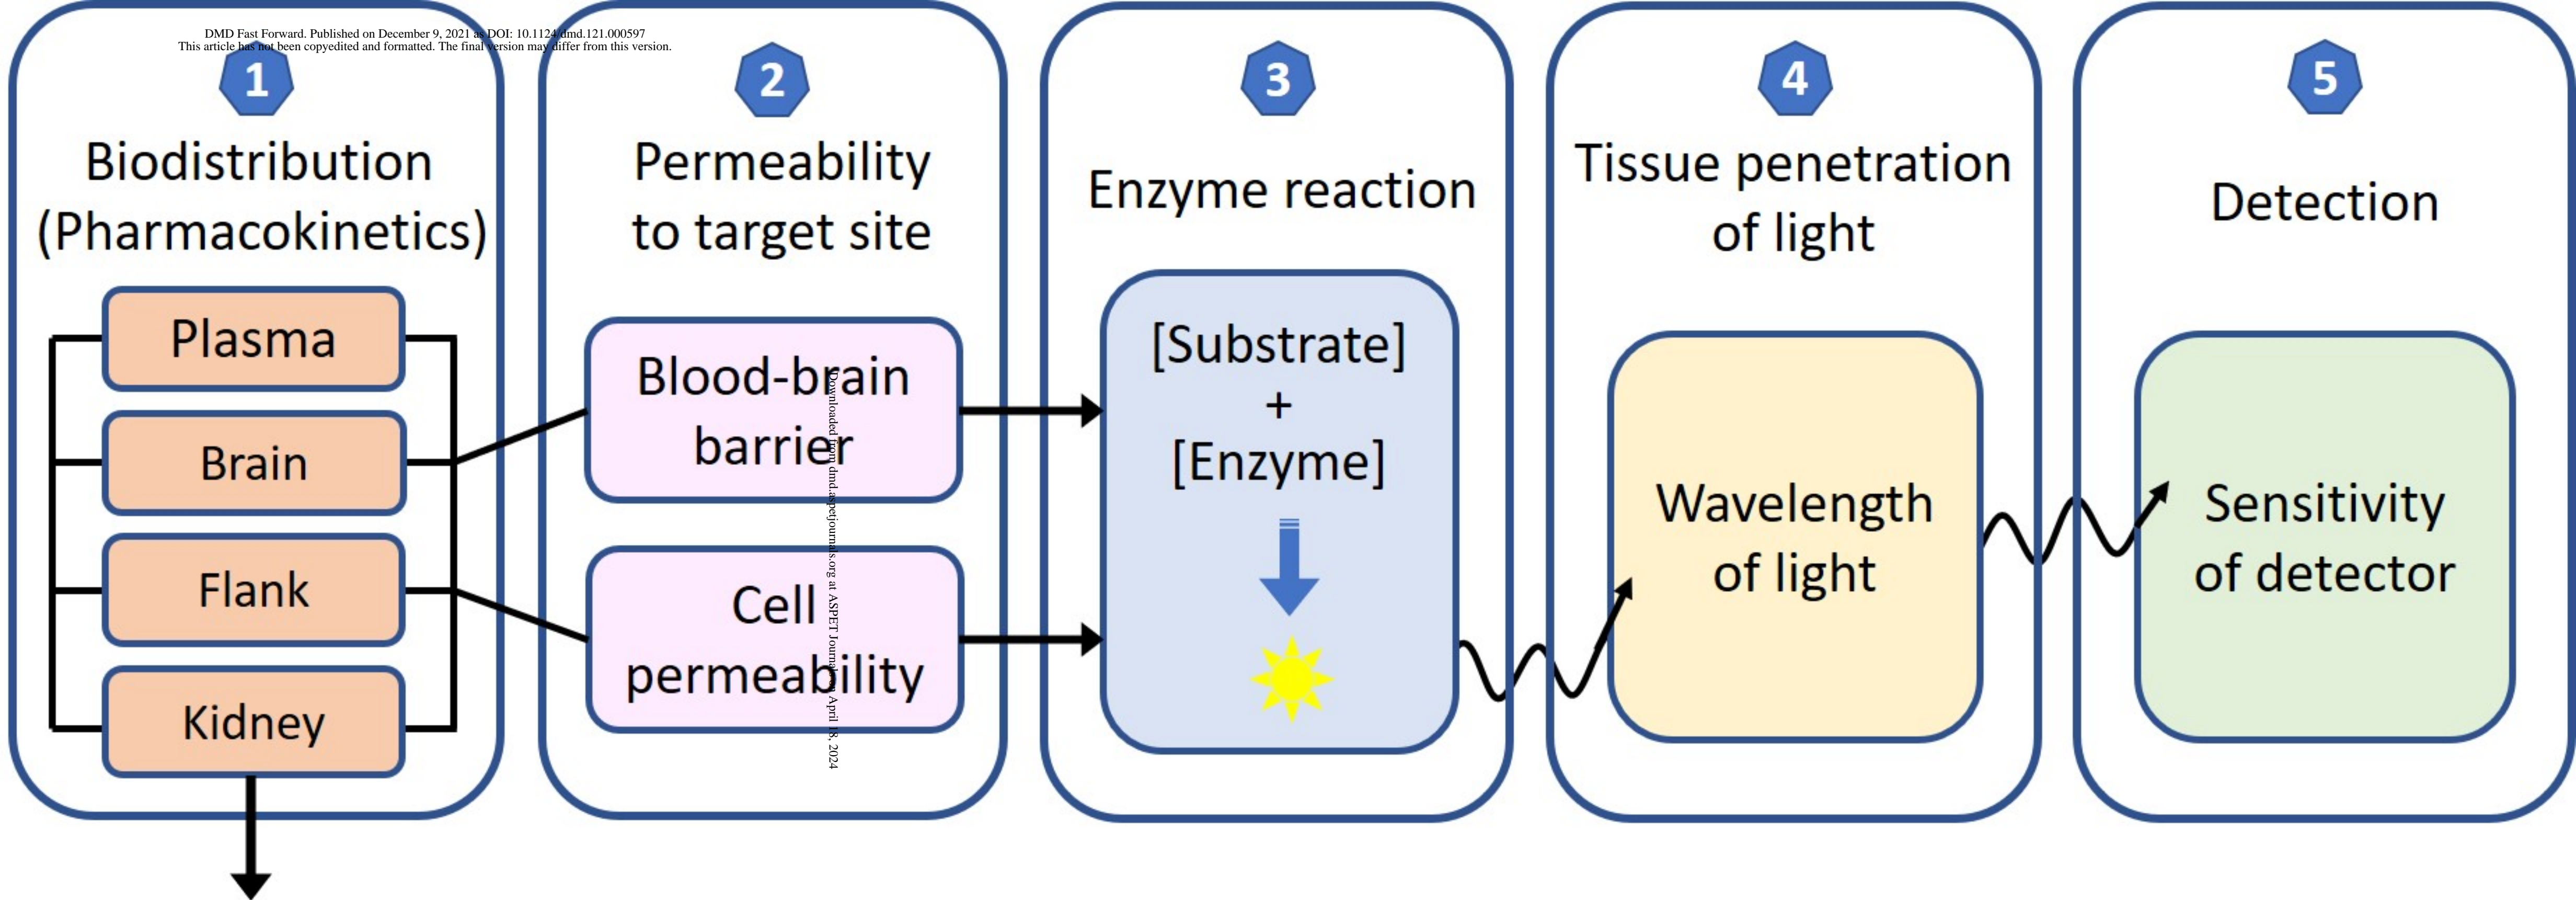 DMD Fast Forward. Published on December 9, 2021 as DOI: 10.1124/dmd.121.000597
This article has not been copyedited and formatted. The final version may differ from this version.
1
Biodistribution
(Pharmacokinetics)
Plasma
Brain
Flank
Kidney
2
Permeability
to target site
Blood-brain
barrier
Cell
permeability
Downloaded from dmd.aspetjournals.org at ASPET Journals on April 18, 2024
3
Enzyme reaction
[Substrate]
+
[Enzyme]
4
Tissue penetration
of light
Wavelength
of light
5
Detection
Sensitivity
of detector